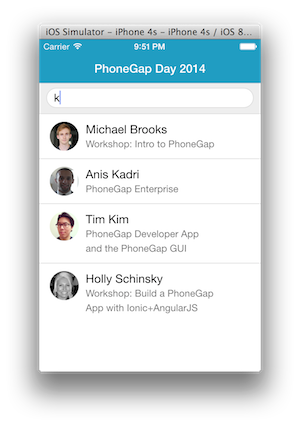 iOS Simulator – iPhone 4s – iPhone 4s / iOS 8...
Carrier 9:51 PM
PhoneGap Day 2014
k
Michael Brooks
Workshop: Intro to PhoneGap
Anis Kadri
PhoneGap Enterprise
Tim Kim
PhoneGap Developer App
and the PhoneGap GUI
Holly Schinsky
Workshop: Build a PhoneGap
App with Ionic+AngularJS